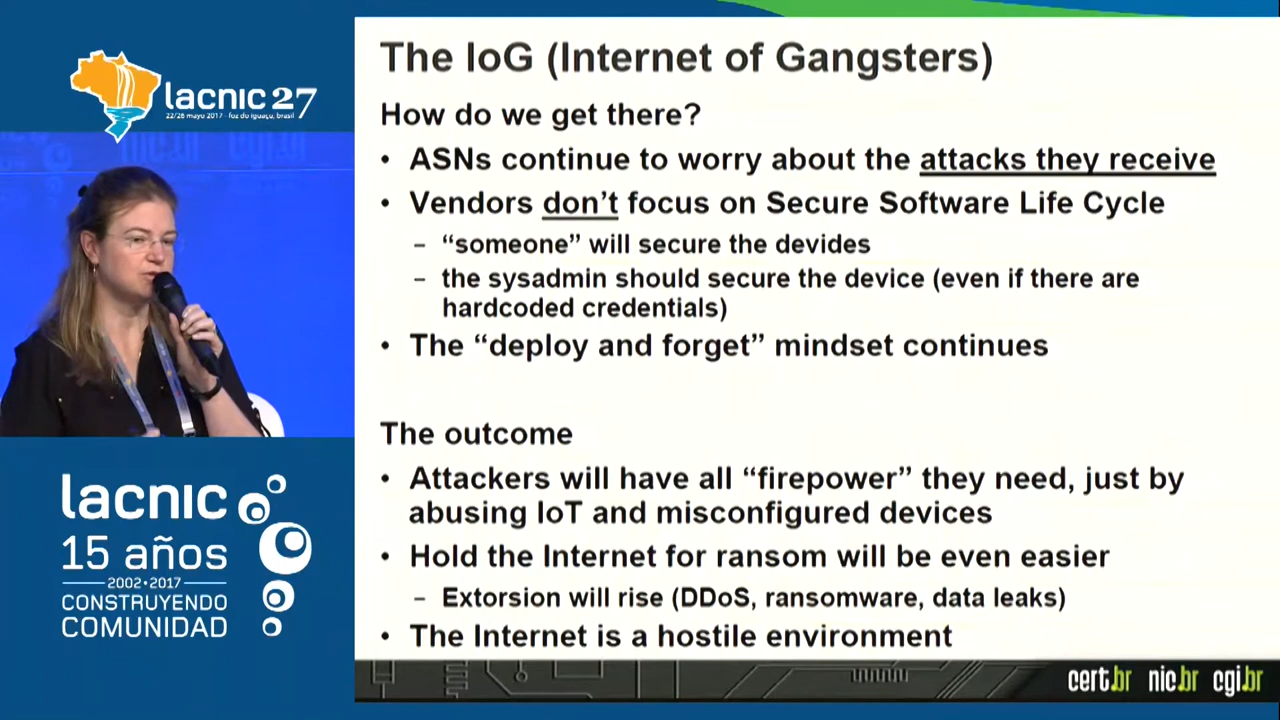 lacnic 27
22/26 mayo 2017 - foz do iguaçu, brasil
The IoG (Internet of Gangsters)
How do we get there?
• ASNs continue to worry about the attacks they receive
• Vendors don’t focus on Secure Software Life Cycle
– “someone” will secure the devides
– the sysadmin should secure the device (even if there are
hardcoded credentials)
• The “deploy and forget” mindset continues
The outcome
• Attackers will have all “firepower” they need, just by
abusing IoT and misconfigured devices
• Hold the Internet for ransom will be even easier
– Extorsion will rise (DDoS, ransomware, data leaks)
• The Internet is a hostile environment
cert.br nic.br cgi.br
lacnic
15 años
2002•2017
CONSTRUYENDO
COMUNIDAD